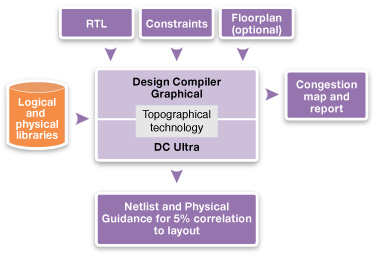 RTL
Constraints
Floorplan
(optional)
Logical
and
physical
libraries
Design Compiler
Graphical
Topographical
technology
DC Ultra
Congestion
map and
report
Netlist and Physical
Guidance for 5% correlation
to layout